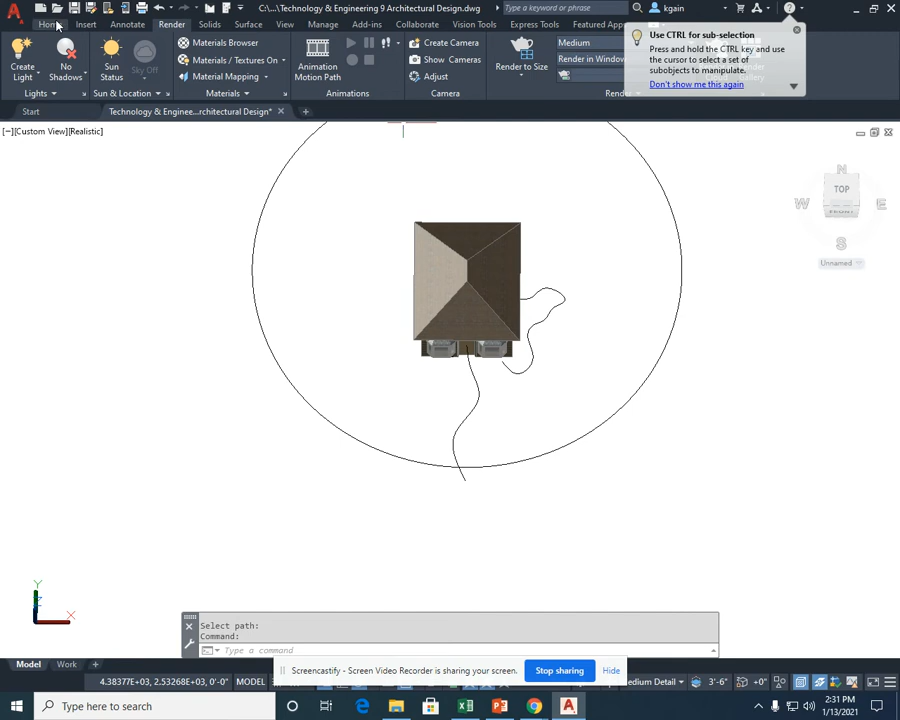 C:\...\Technology & Engineering 9 Architectural Design.dwg
Type a keyword or phrase
kgain
Insert
Annotate
Render
Solids
Surface
Mesh
View
Manage
Add-ins
Collaborate
Vision Tools
Express Tools
Featured Apps
Create Light
No Shadows
Sun Status
Sky Off
Materials Browser
Materials / Textures On
Material Mapping
Animation Motion Path
Create Camera
Show Cameras
Adjust
Render to Size
Medium
Render in Window
Lights
Sun & Location
Materials
Animations
Camera
Use CTRL for sub-selection
Press and hold the CTRL key and use
the cursor to select a set of
subobjects to manipulate.
Don't show me this again
Start
Technology & Enginee...rchitectural Design*
[−][Custom View][Realistic]
N
W
TOP
E
FRONT
S
Unnamed
Y
X
Select path:
Command:
Type a command
Model
Work
Screencastify - Screen Video Recorder is sharing your screen.
Stop sharing
Hide
4.38377E+03, 2.53268E+03, 0'-0"
MODEL
edium Detail
3'-6"
+0"
Type here to search
2:31 PM
1/13/2021